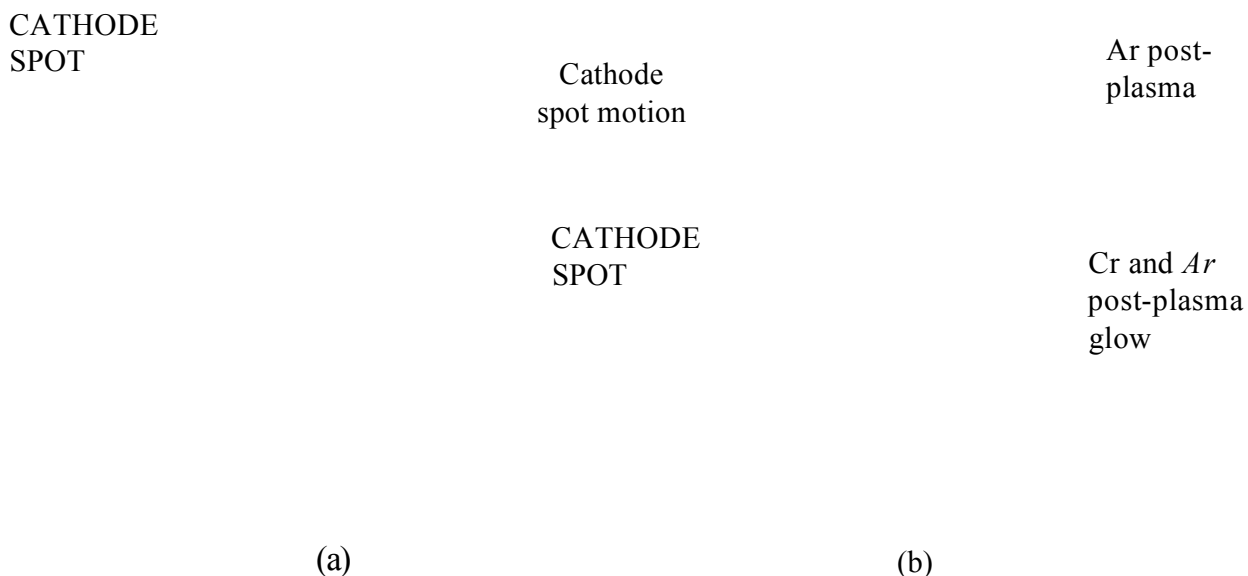 CATHODE
SPOT
Cathode
spot motion
Ar post-
plasma
CATHODE
SPOT
Cr and Ar
post-plasma
glow
(a)
(b)